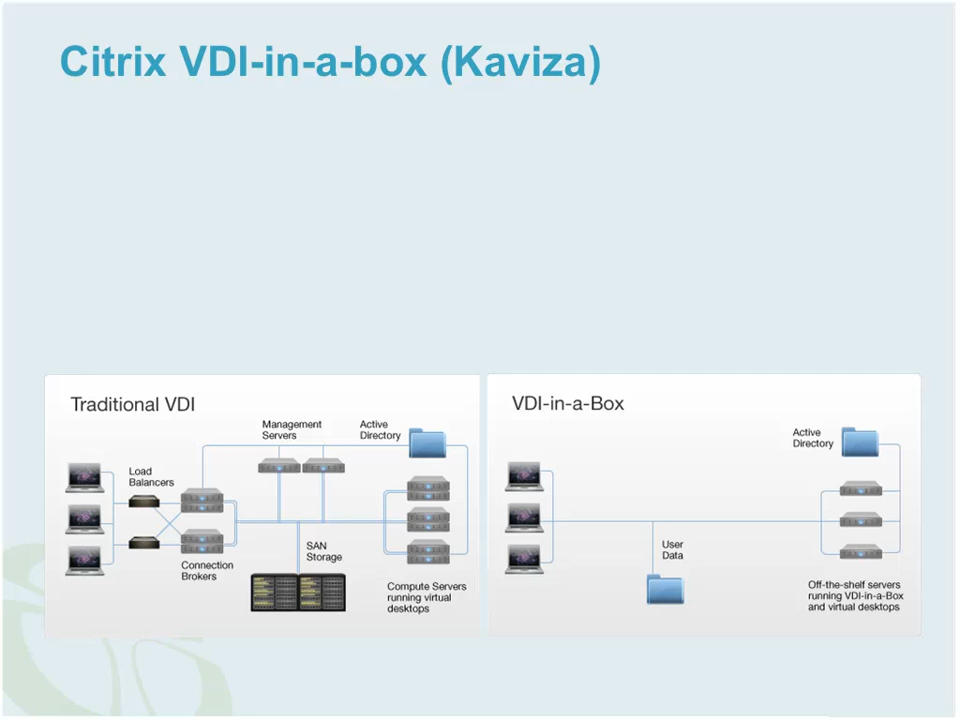 Citrix VDI-in-a-box (Kaviza)
Traditional VDI
Management
Servers
Active
Directory
Load
Balancers
Connection
Brokers
SAN
Storage
Compute Servers
running virtual
desktops
VDI-in-a-Box
Active
Directory
User
Data
Off-the-shelf servers
running VDI-in-a-Box
and virtual desktops